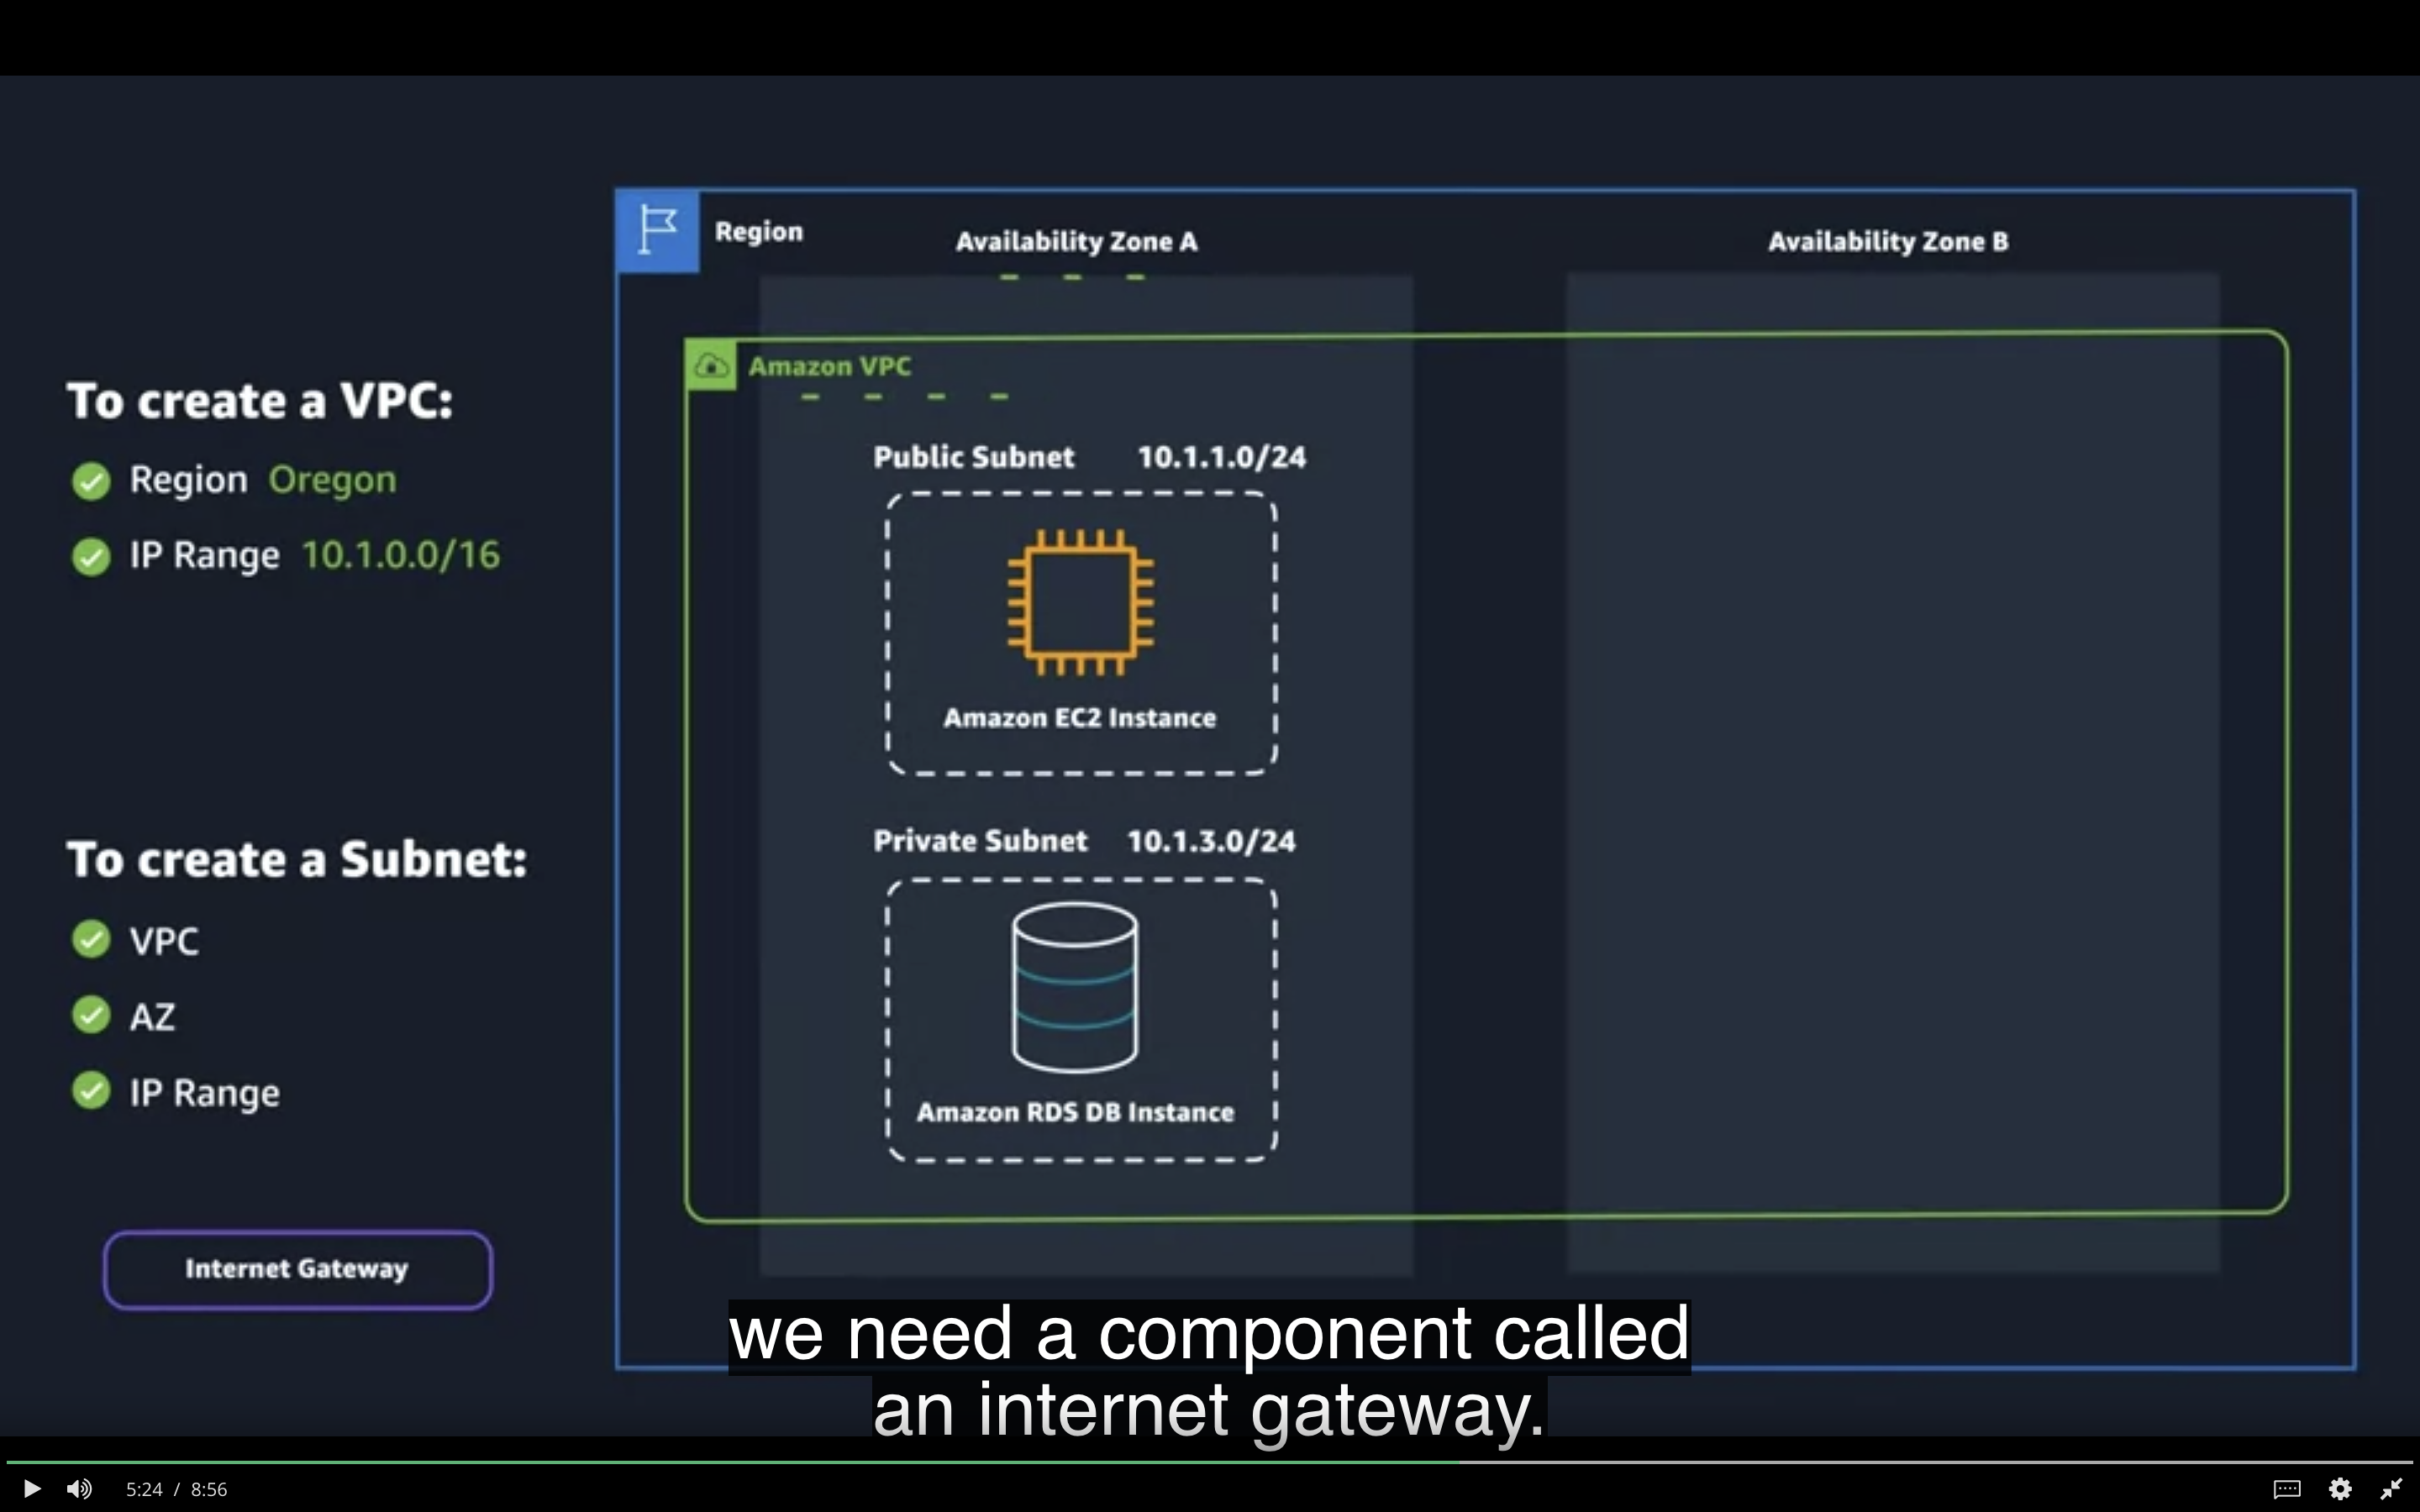 Region
Availability Zone A
Availability Zone B
Amazon VPC
To create a VPC:
Region Oregon
IP Range 10.1.0.0/16
Public Subnet 10.1.1.0/24
Amazon EC2 Instance
Private Subnet 10.1.3.0/24
Amazon RDS DB Instance
To create a Subnet:
VPC
AZ
IP Range
Internet Gateway
we need a component called
an internet gateway.
5:24 / 8:56